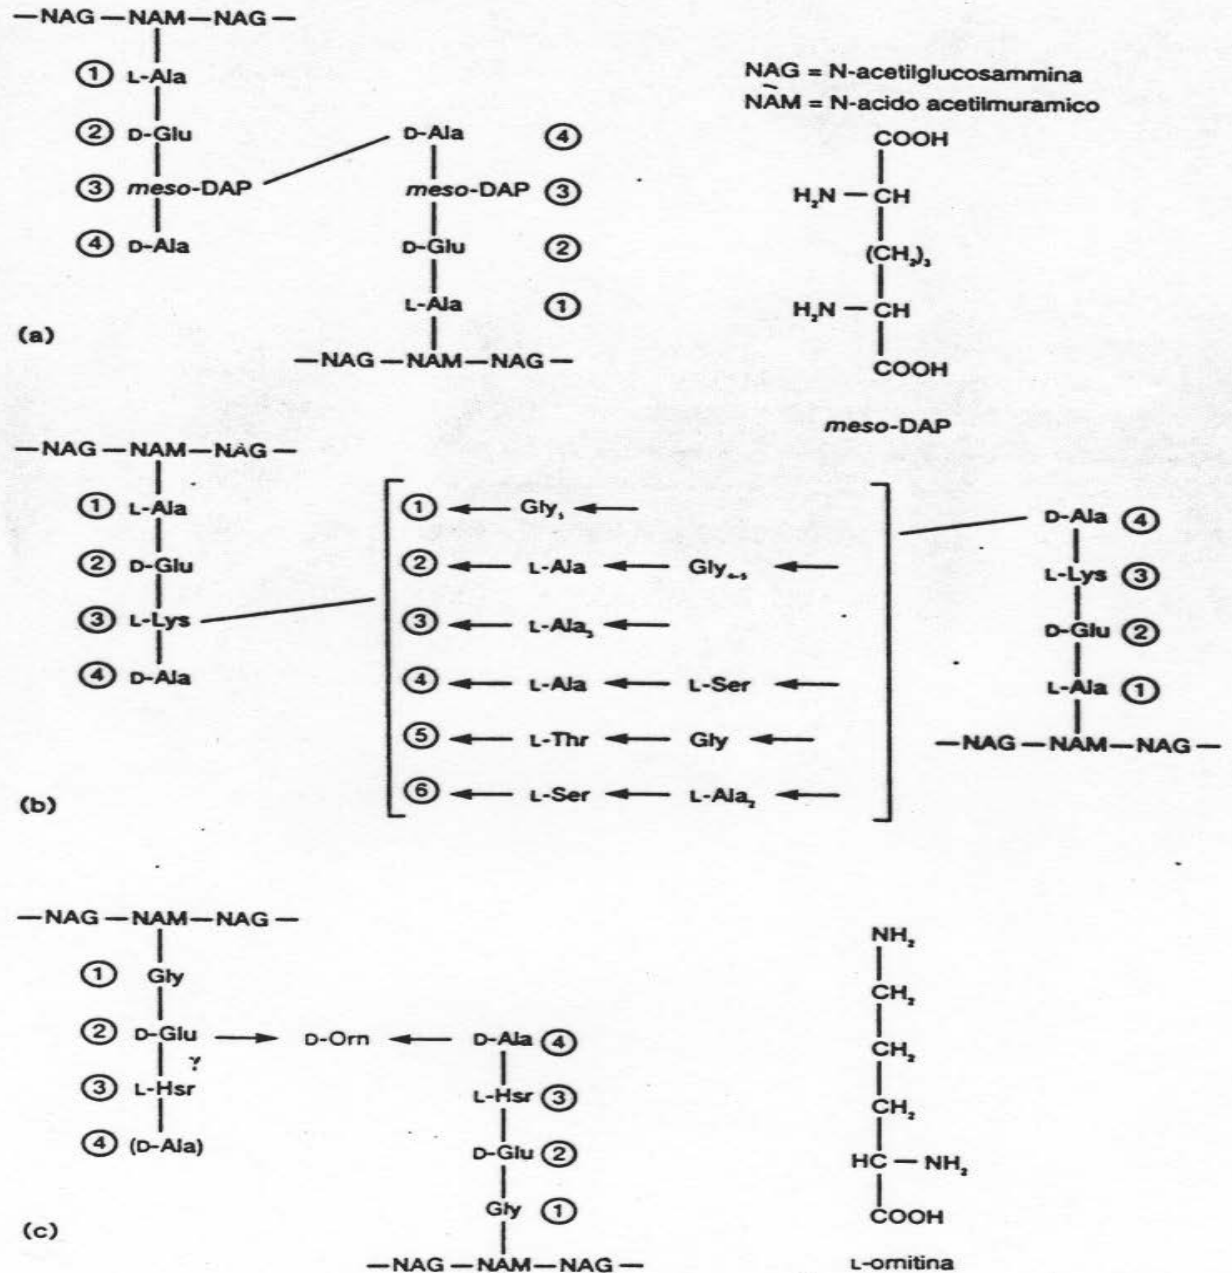 —NAG—NAM—NAG—
① L-Ala
② D-Glu
③ meso-DAP
④ D-Ala
D-Ala ④
meso-DAP ③
D-Glu ②
L-Ala ①
—NAG—NAM—NAG—
(a)
NAG = N-acetilglucosammina
NAM = N-acido acetilmuramico
COOH
H₂N—CH
(CH₂)₃
H₂N—CH
COOH
meso-DAP
—NAG—NAM—NAG—
① L-Ala
② D-Glu
③ L-Lys
④ D-Ala
① ← Gly₅ ←
② ← L-Ala ← Gly₄₋₅ ←
③ ← L-Ala₃ ←
④ ← L-Ala ← L-Ser ←
⑤ ← L-Thr ← Gly ←
⑥ ← L-Ser ← L-Ala₂ ←
D-Ala ④
L-Lys ③
D-Glu ②
L-Ala ①
—NAG—NAM—NAG—
(b)
—NAG—NAM—NAG—
① Gly
② D-Glu → D-Orn ← D-Ala ④
γ
③ L-Hsr
④ (D-Ala)
L-Hsr ③
D-Glu ②
Gly ①
—NAG—NAM—NAG—
(c)
NH₂
CH₂
CH₂
CH₂
HC—NH₂
COOH
L-ornitina